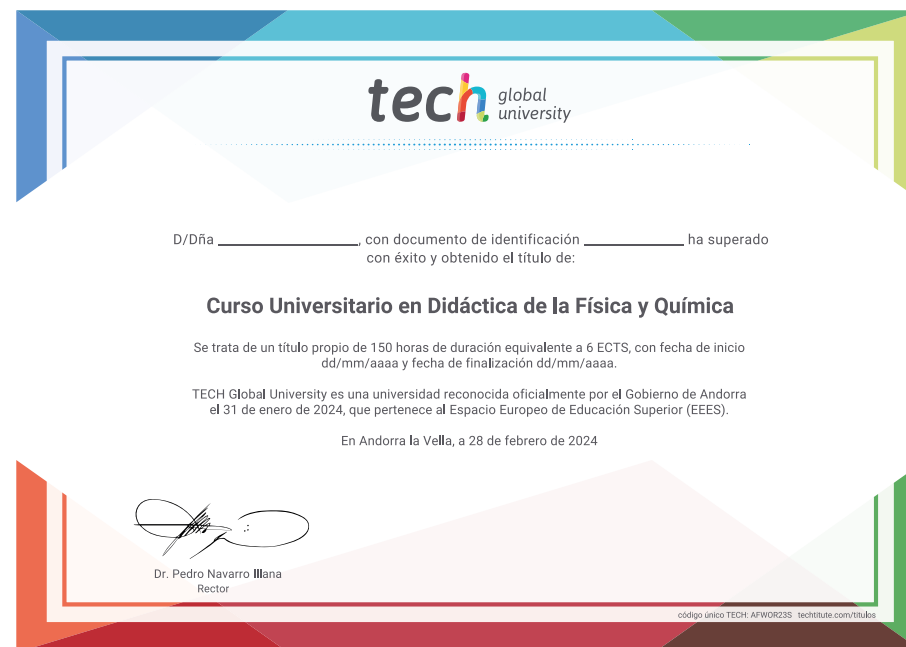 tech global university
D/Dña ____________________, con documento de identificación ______________ ha superado
con éxito y obtenido el título de:
Curso Universitario en Didáctica de la Física y Química
Se trata de un título propio de 150 horas de duración equivalente a 6 ECTS, con fecha de inicio
dd/mm/aaaa y fecha de finalización dd/mm/aaaa.
TECH Global University es una universidad reconocida oficialmente por el Gobierno de Andorra
el 31 de enero de 2024, que pertenece al Espacio Europeo de Educación Superior (EEES).
En Andorra la Vella, a 28 de febrero de 2024
Dr. Pedro Navarro Illana
Rector
código único TECH: AFWOR23S techtitute.com/titulos